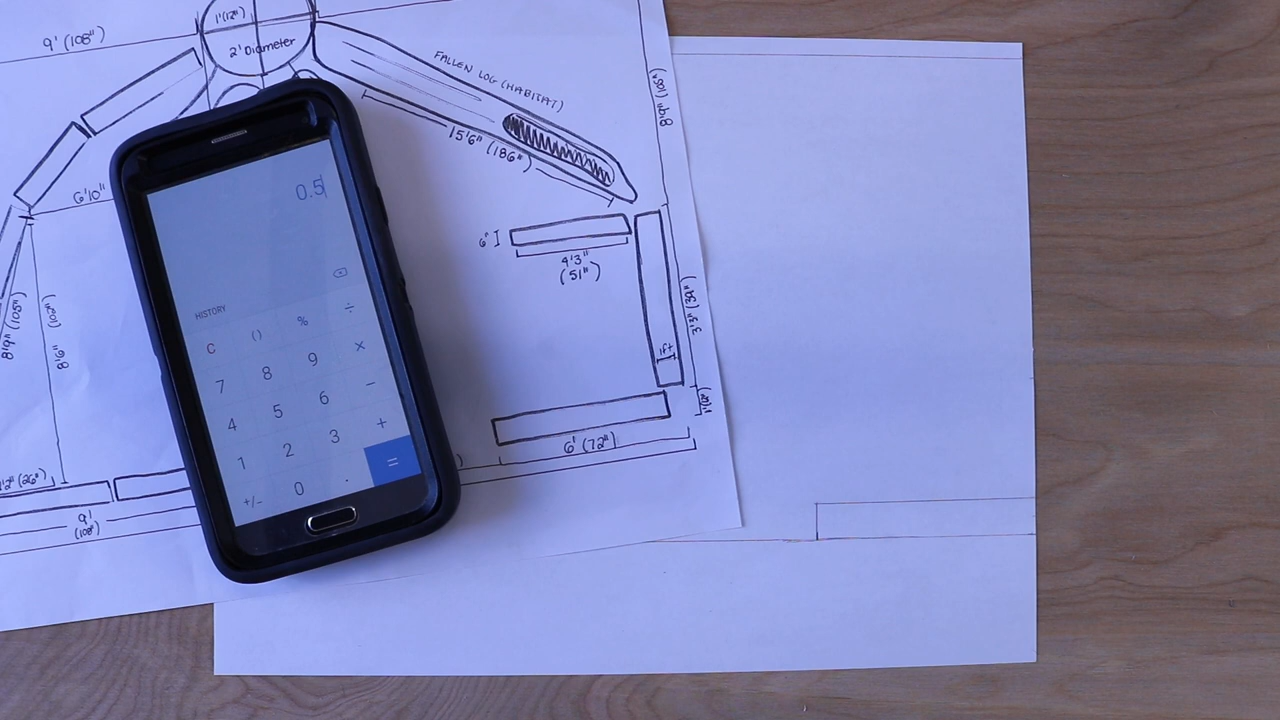 1'(12")
9' (108")
2' Diameter
FALLEN LOG (HABITAT)
8'9" (105")
15'6" (186")
6'10"
6" I
4'3"
(51")
8'9" (105")
8'6" (102")
3'3" (39")
1ft
6' (72")
9'
(108")
0.5
HISTORY
C ( ) % ÷
7 8 9 ×
4 5 6 −
1 2 3 +
+/− 0 . =